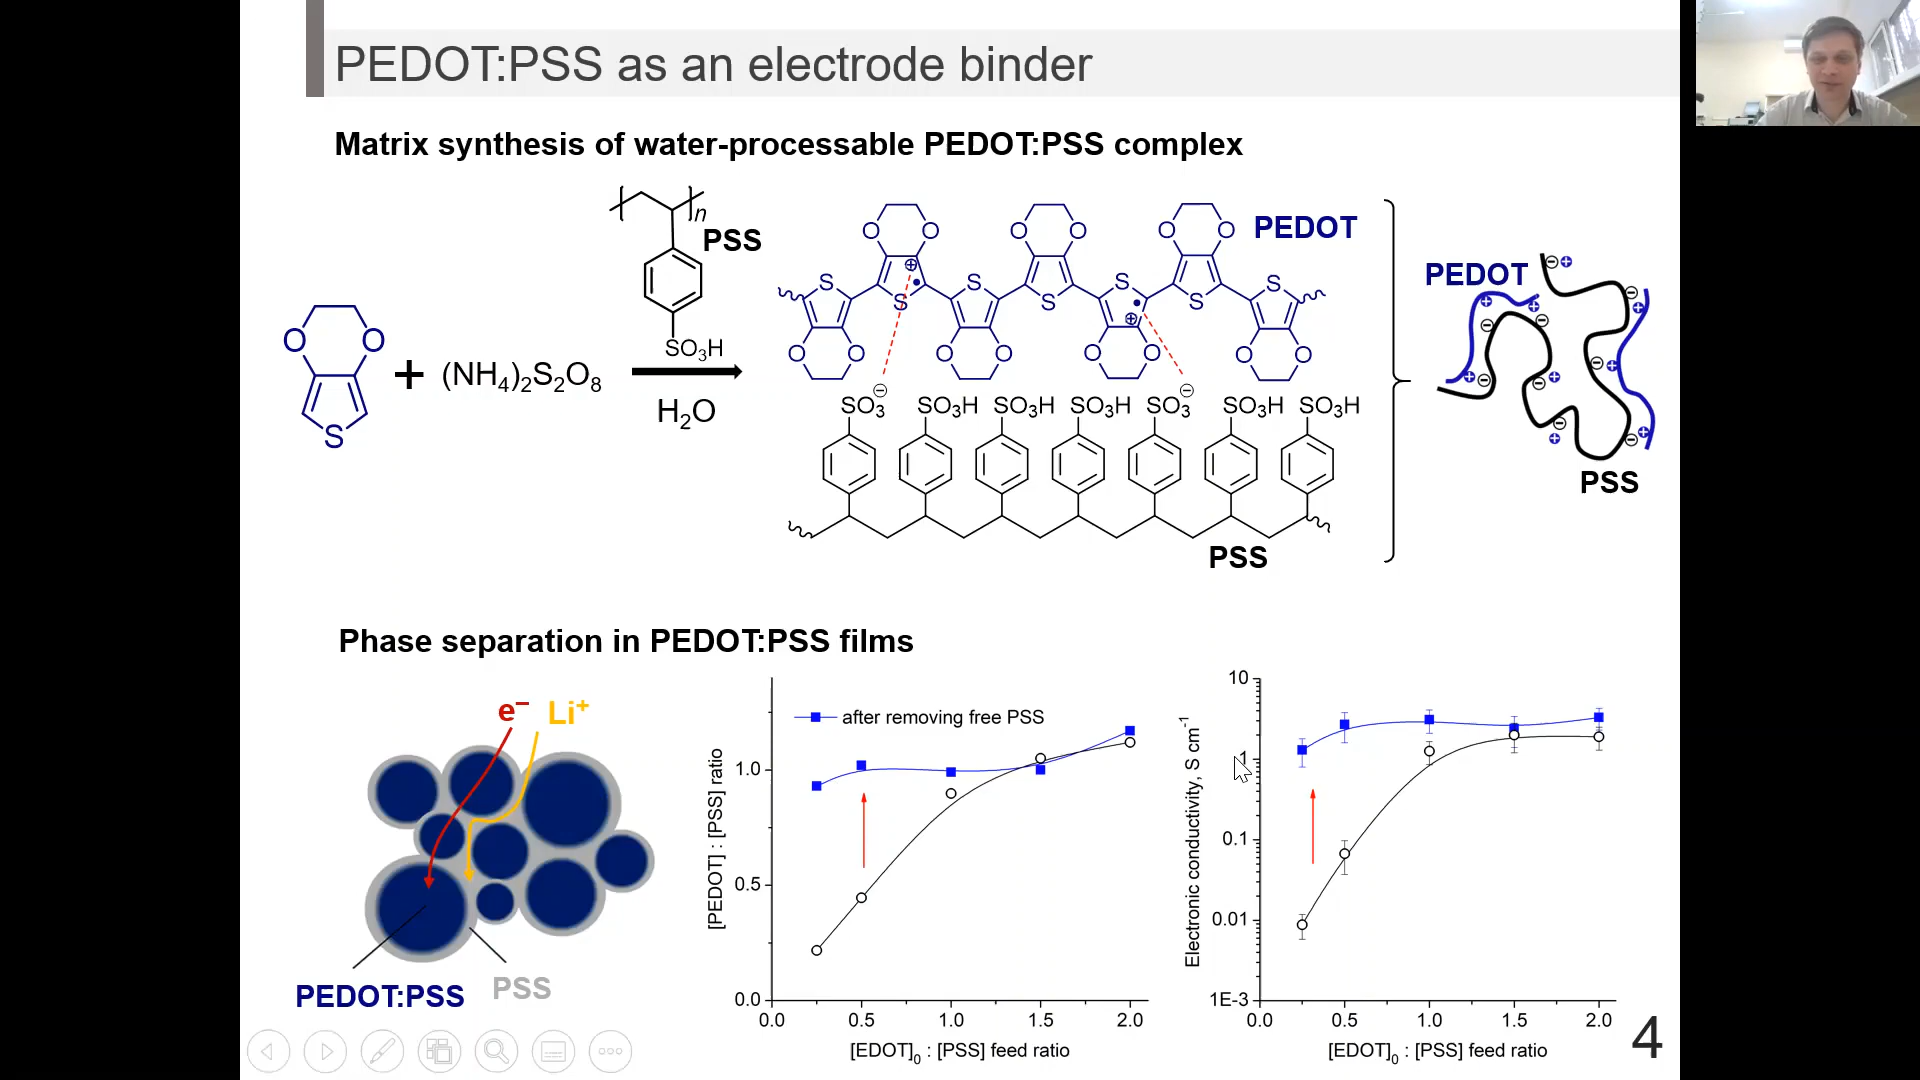 PEDOT:PSS as an electrode binder
Matrix synthesis of water-processable PEDOT:PSS complex
n
PSS
SO₃H
O O
S
+ (NH₄)₂S₂O₈
H₂O
PEDOT
O O O O O O
S S S S
S S S
O O O O O O O O
SO₃⊖ SO₃H SO₃H SO₃H SO₃⊖ SO₃H SO₃H
PSS
PEDOT
PSS
Phase separation in PEDOT:PSS films
e⁻ Li⁺
PEDOT:PSS
PSS
after removing free PSS
[PEDOT] : [PSS] ratio
1.0
0.5
0.0
0.0 0.5 1.0 1.5 2.0
[EDOT]₀ : [PSS] feed ratio
Electronic conductivity, S cm⁻¹
10
1
0.1
0.01
1E-3
0.0 0.5 1.0 1.5 2.0
[EDOT]₀ : [PSS] feed ratio
4